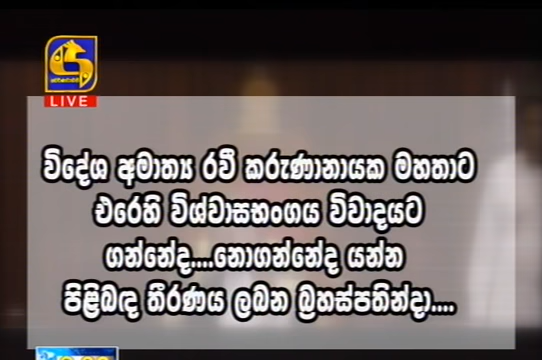 LIVE
විදේශ අමාත්‍ය රවී කරුණානායක මහතාට
එරෙහි විශ්වාසභංගය විවාදයට
ගන්නේද....නොගන්නේද යන්න
පිළිබඳ තීරණය ලබන බ්‍රහස්පතින්දා....